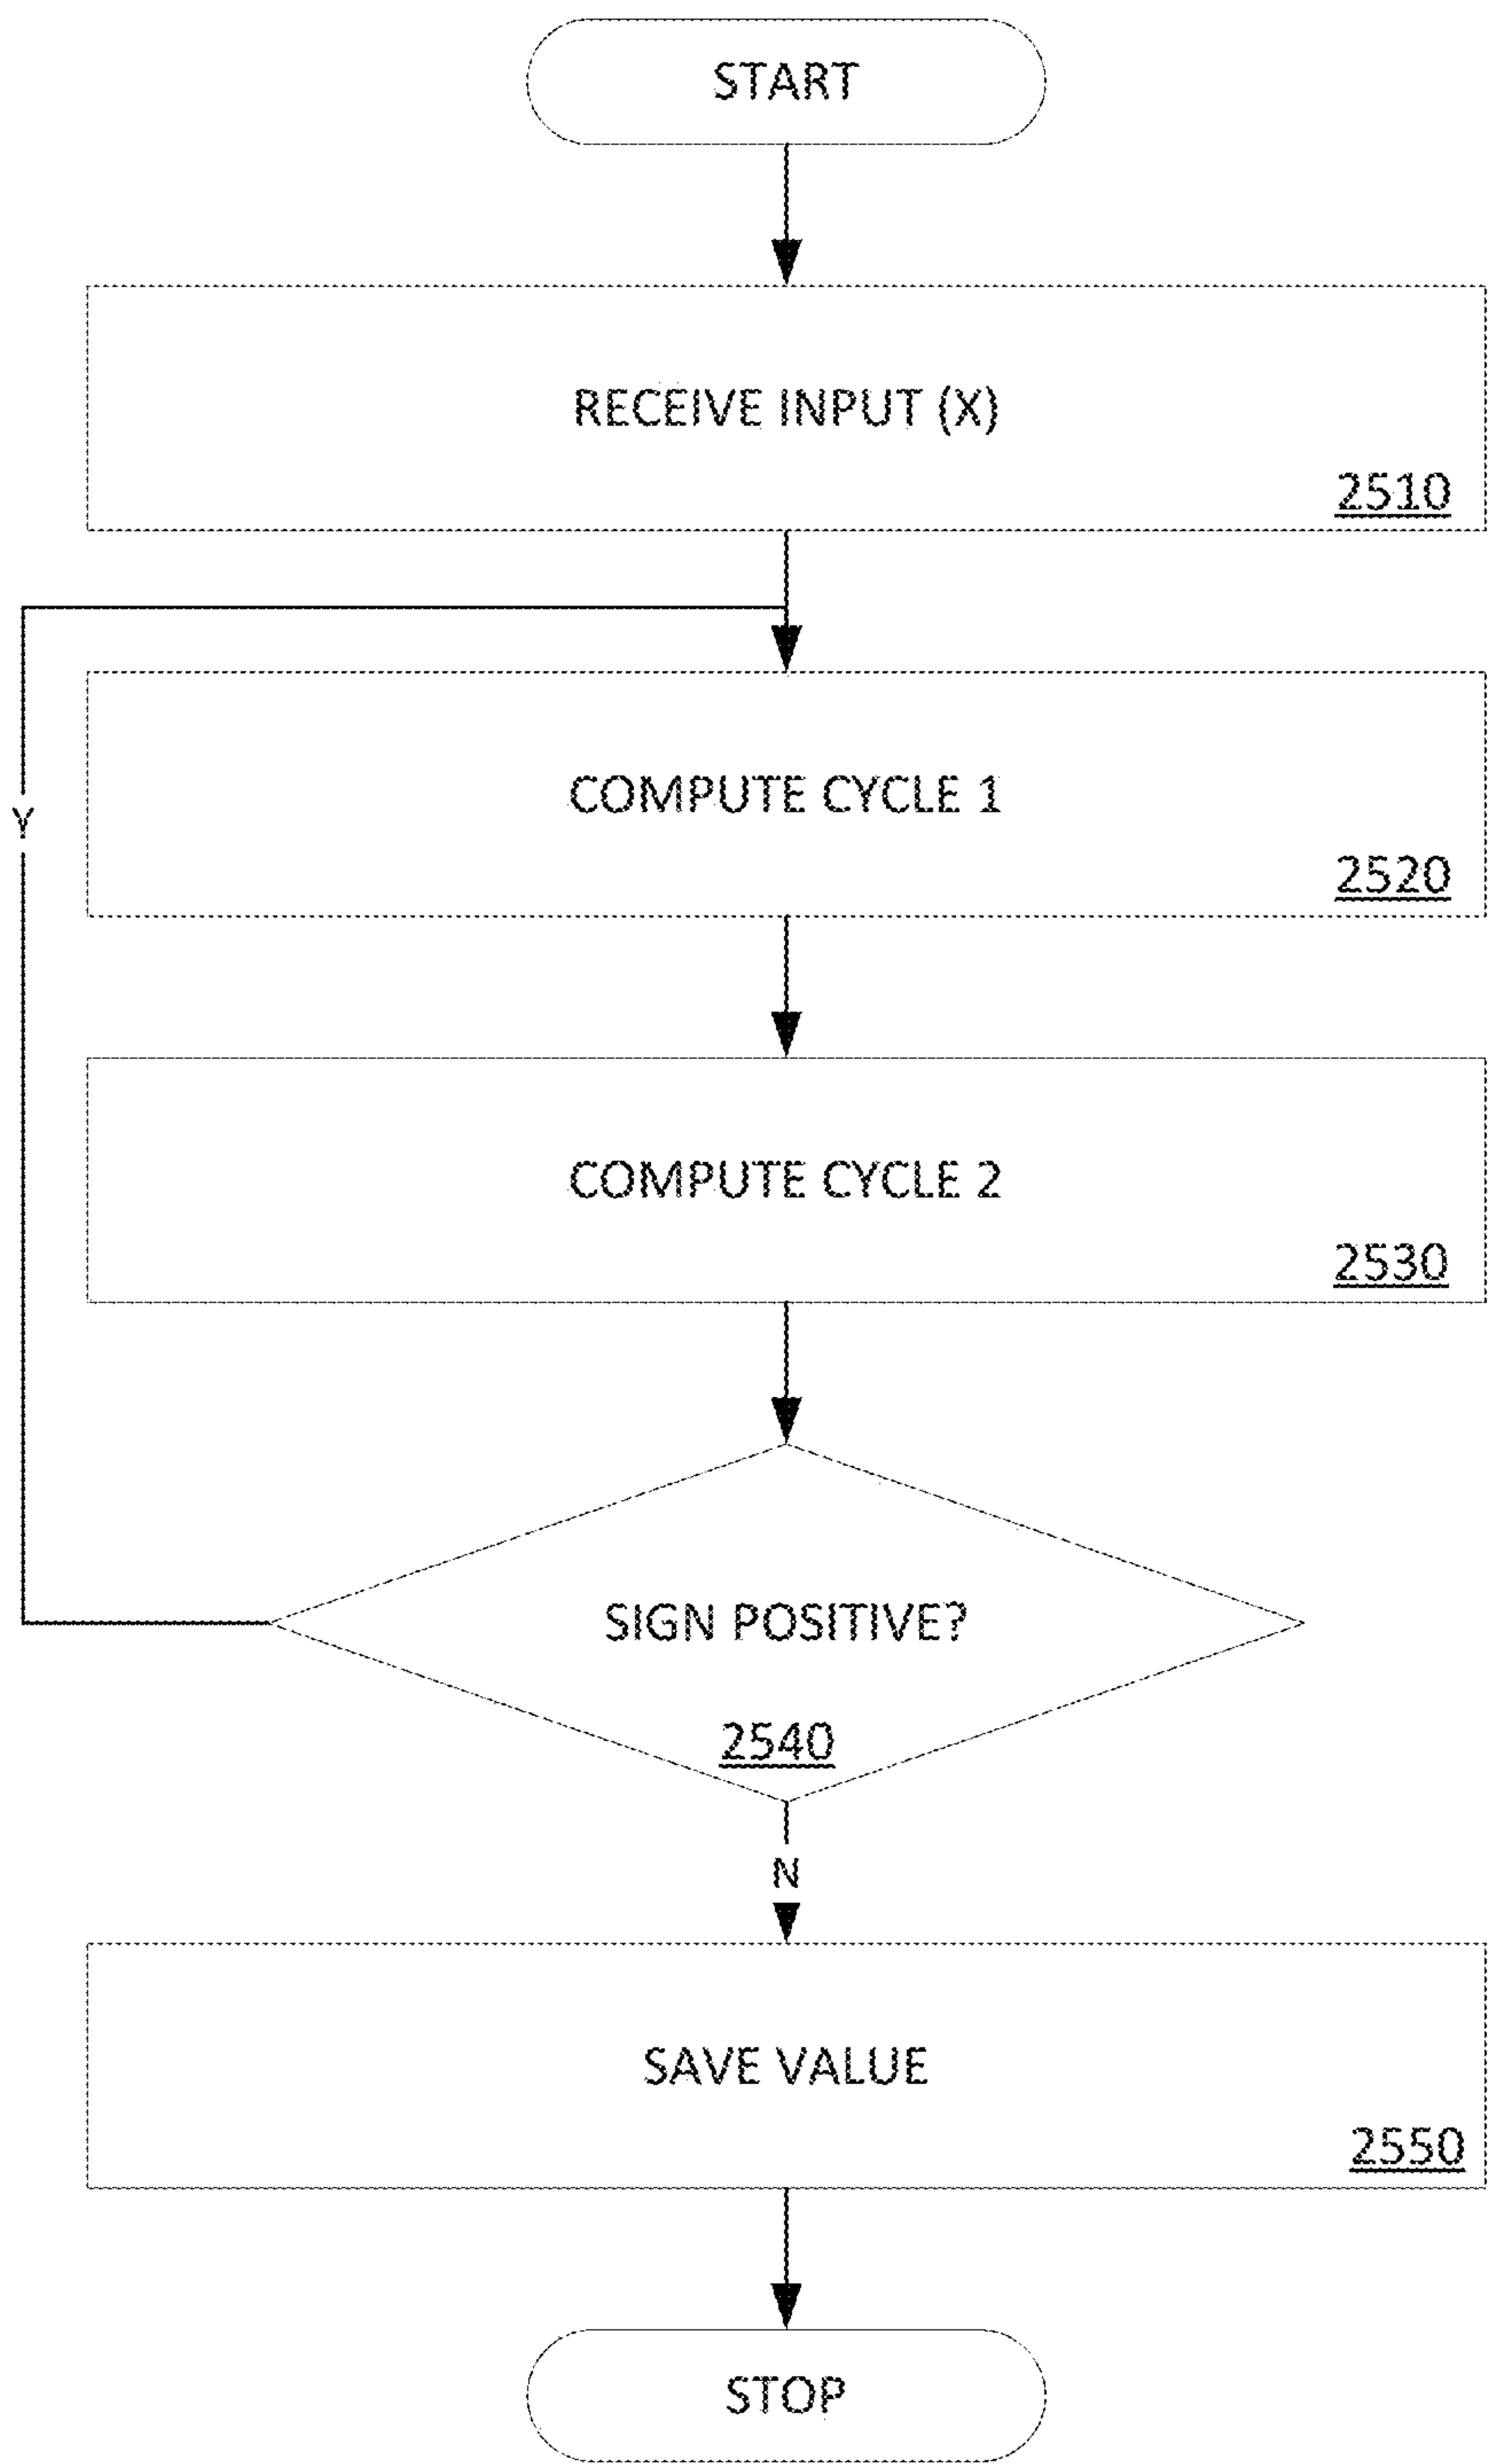 START
RECEIVE INPUT (X)
2510
COMPUTE CYCLE 1
2520
Y
COMPUTE CYCLE 2
2530
SIGN POSITIVE?
2540
N
SAVE VALUE
2550
STOP